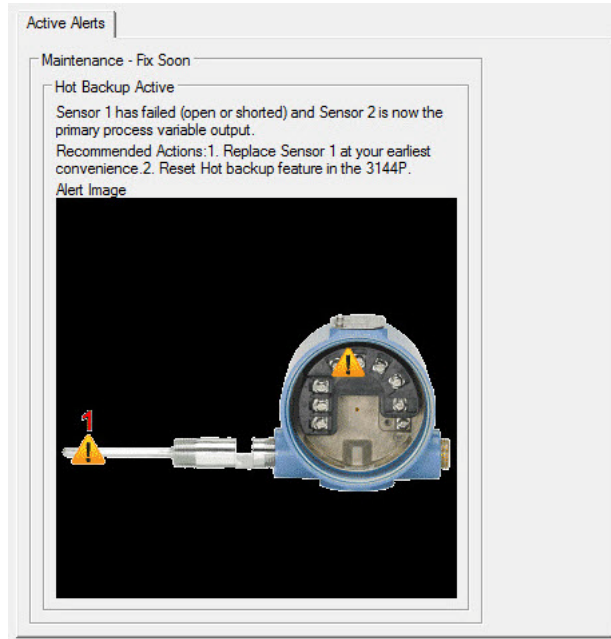 Active Alerts
Maintenance - Fix Soon
Hot Backup Active
Sensor 1 has failed (open or shorted) and Sensor 2 is now the
primary process variable output.
Recommended Actions:1. Replace Sensor 1 at your earliest
convenience.2. Reset Hot backup feature in the 3144P.
Alert Image
1